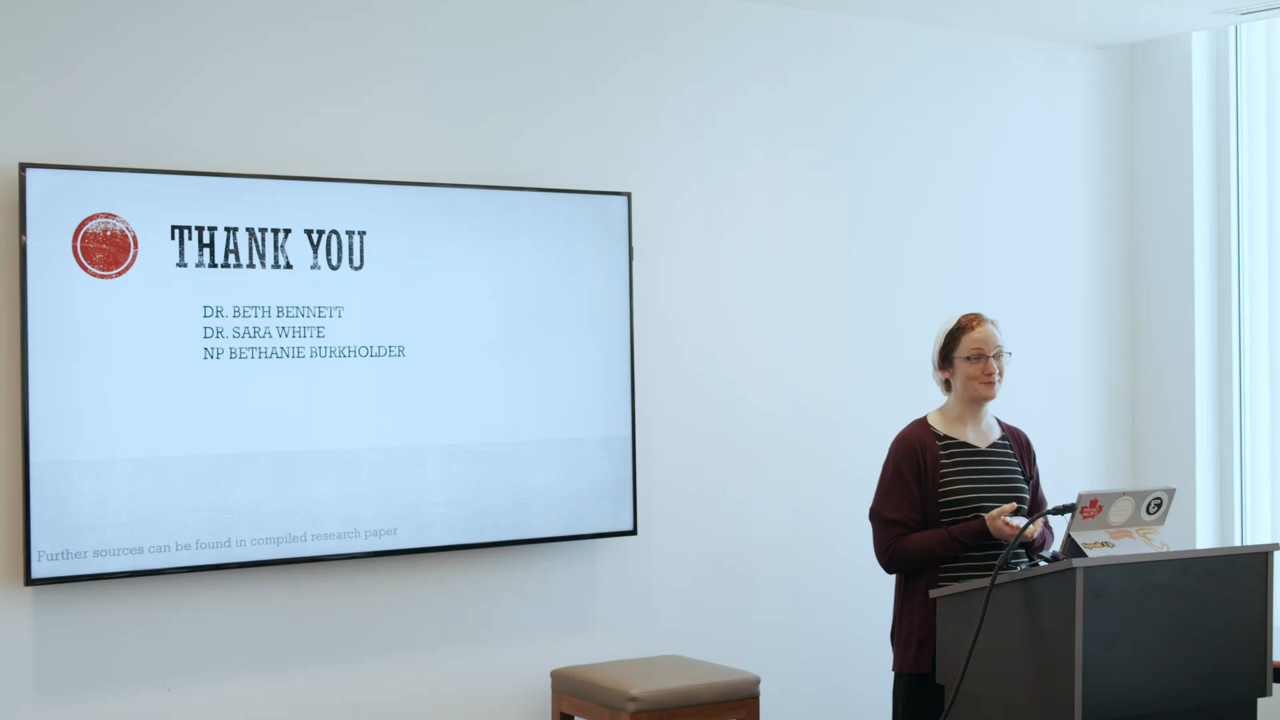 THANK YOU
DR. BETH BENNETT
DR. SARA WHITE
NP BETHANIE BURKHOLDER
Further sources can be found in compiled research paper